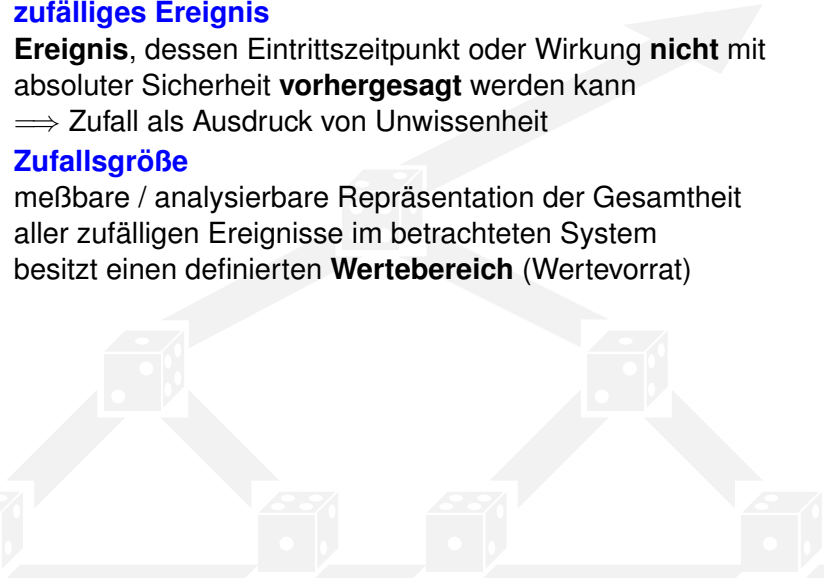 zufälliges Ereignis
Ereignis, dessen Eintrittszeitpunkt oder Wirkung nicht mit
absoluter Sicherheit vorhergesagt werden kann
⟹ Zufall als Ausdruck von Unwissenheit
Zufallsgröße
meßbare / analysierbare Repräsentation der Gesamtheit
aller zufälligen Ereignisse im betrachteten System
besitzt einen definierten Wertebereich (Wertevorrat)